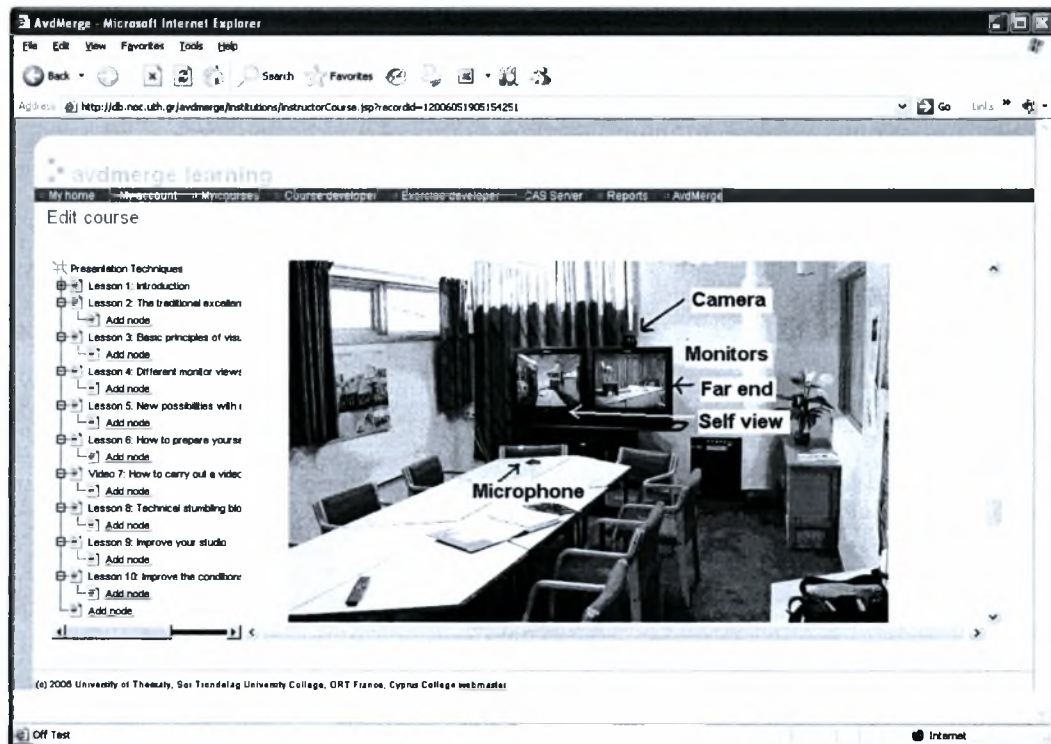 AvdMerge - Microsoft Internet Explorer
File Edit View Favorites Tools Help
Back Search Favorites
Address http://db.noc.uth.gr/avdmerge/institutions/instructorCourse.jsp?recordid=12006051905154251 Go Links »
avdmerge learning
My home My account My courses Course developer Exercise developer CAS Server Reports AvdMerge
Edit course
Presentation Techniques
Lesson 1: Introduction
Lesson 2: The traditional excellen
Add node
Lesson 3: Basic principles of visu
Add node
Lesson 4: Different monitor views
Add node
Lesson 5: New possibilities with
Add node
Lesson 6: How to prepare yourse
Add node
Video 7: How to carry out a videc
Add node
Lesson 8: Technical stumbling blo
Add node
Lesson 9: Improve your studio
Add node
Lesson 10: Improve the conditions
Add node
Add node
Camera
Monitors
Far end
Self view
Microphone
(c) 2006 University of Thessaly, Sor Trondelag University College, ORT France, Cyprus College webmaster
Off Test Internet